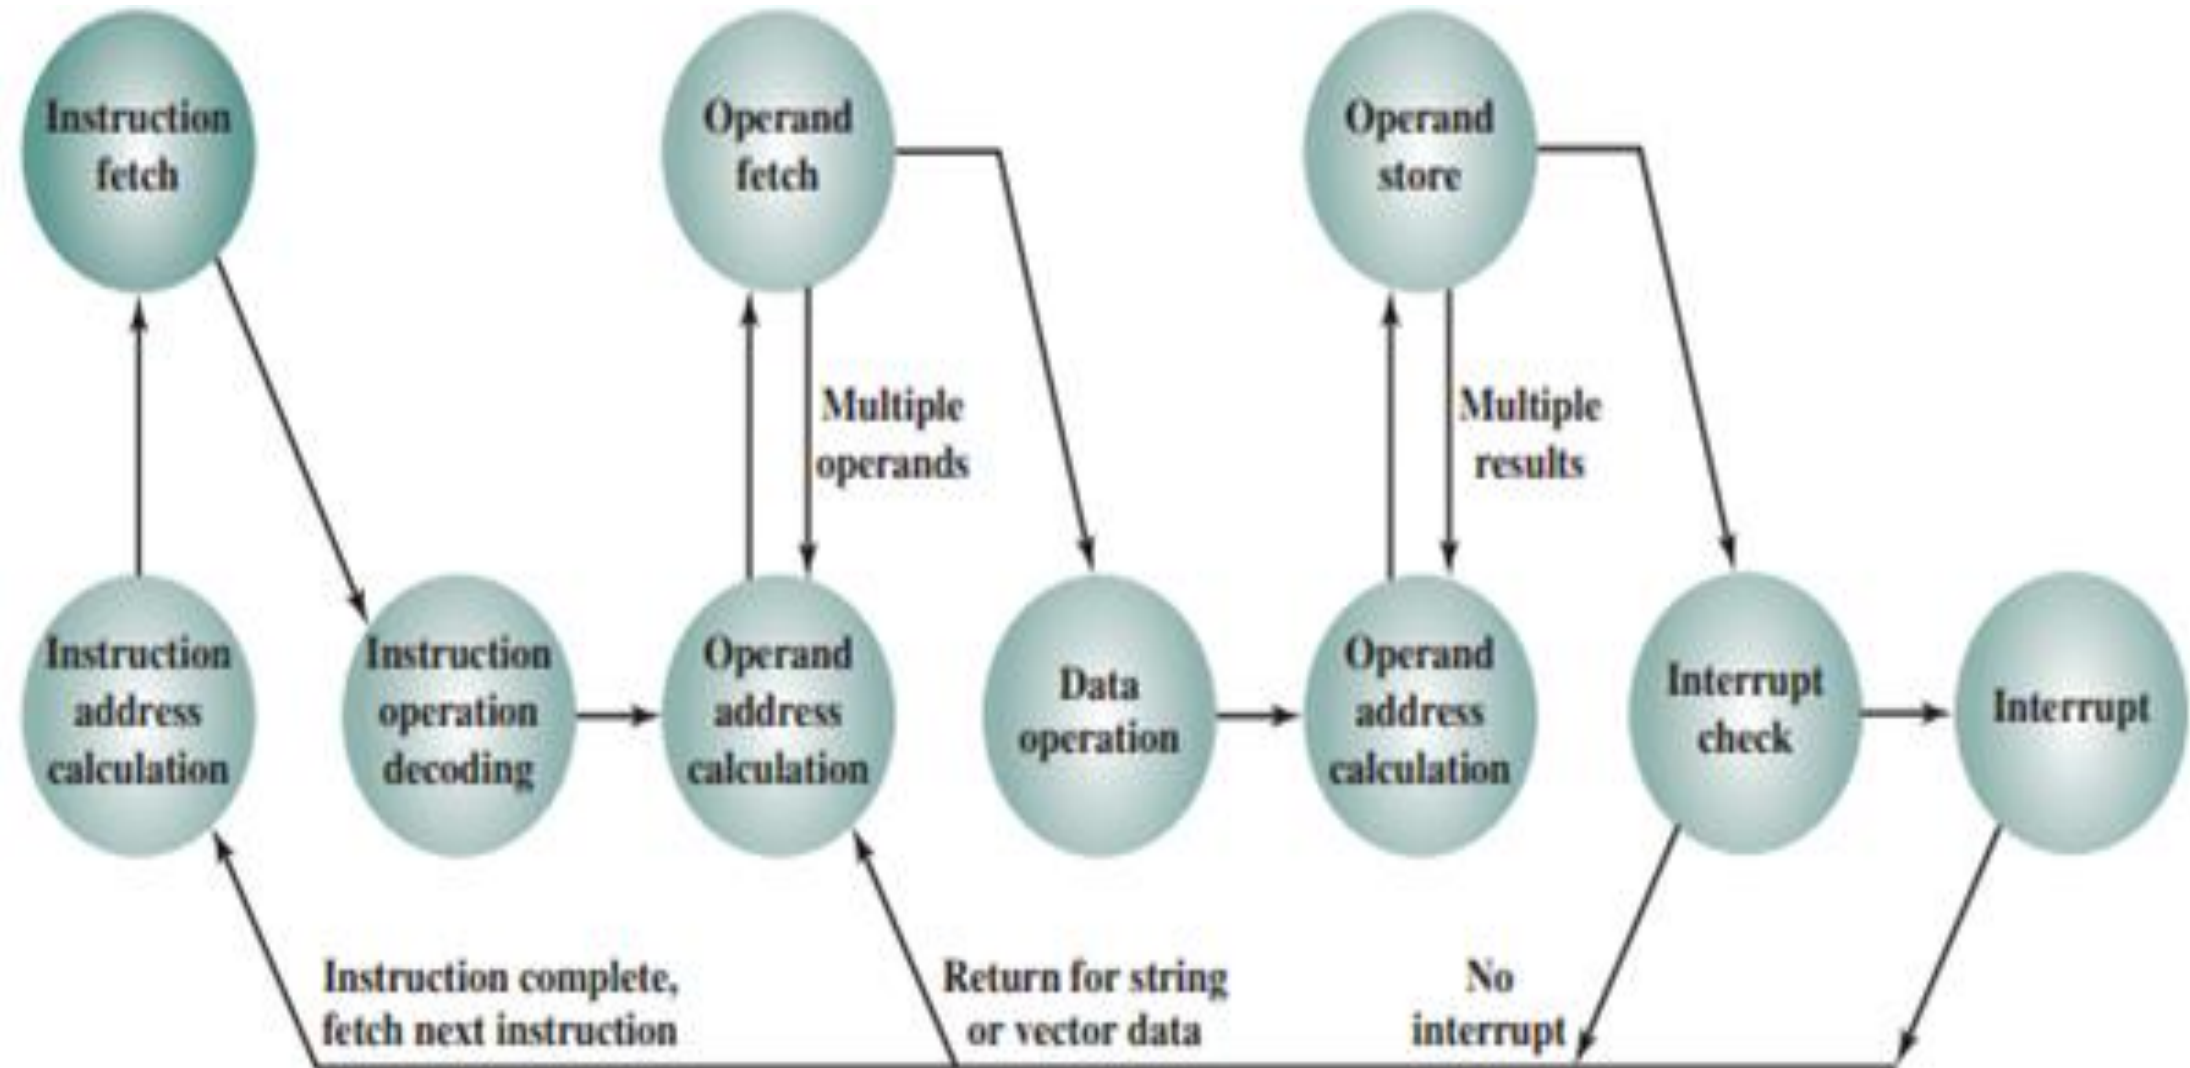 Instruction
fetch
Operand
fetch
Operand
store
Multiple
operands
Multiple
results
Instruction
address
calculation
Instruction
operation
decoding
Operand
address
calculation
Data
operation
Operand
address
calculation
Interrupt
check
Interrupt
Instruction complete,
fetch next instruction
Return for string
or vector data
No
interrupt